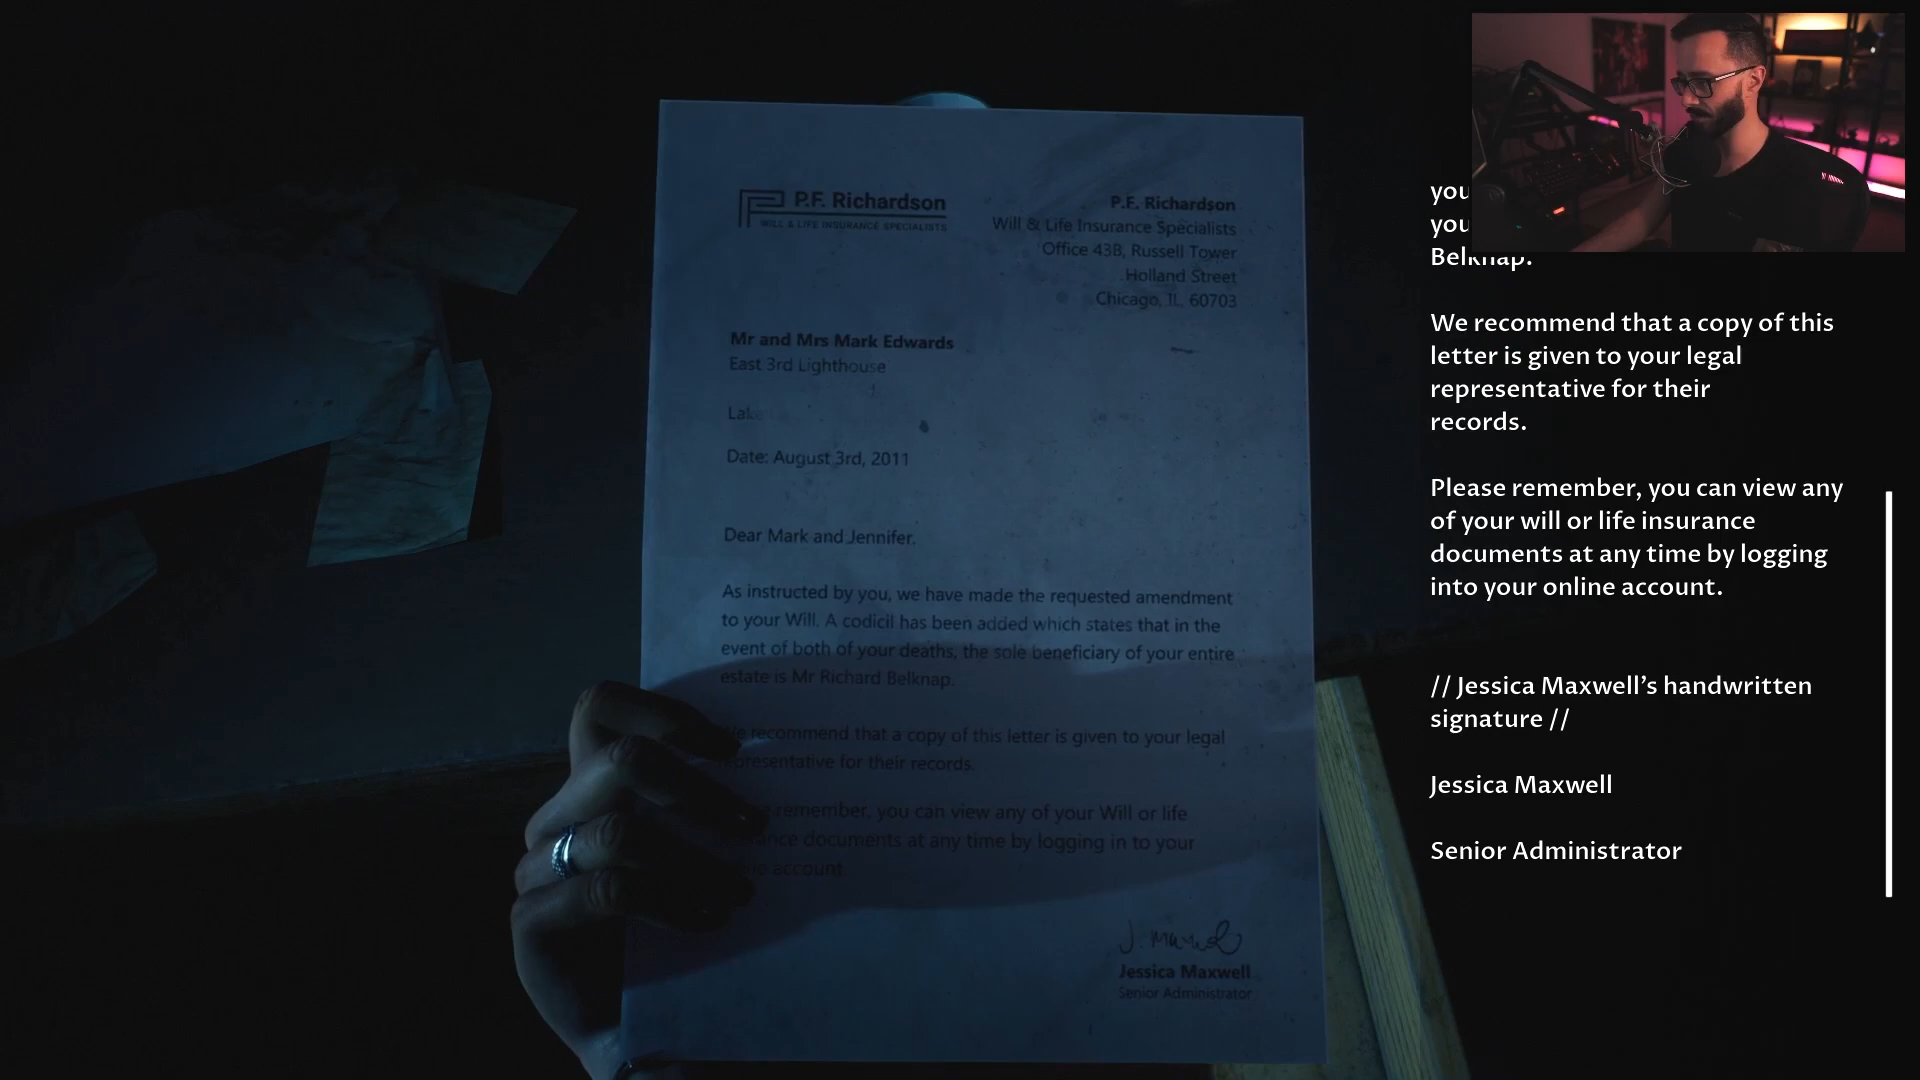 P.F. Richardson
WILL & LIFE INSURANCE SPECIALISTS
P.F. Richardson
Will & Life Insurance Specialists
Office 43B, Russell Tower
Holland Street
Chicago, IL 60703
Mr and Mrs Mark Edwards
East 3rd Lighthouse
Lake
Date: August 3rd, 2011
Dear Mark and Jennifer,
As instructed by you, we have made the requested amendment
to your Will. A codicil has been added which states that in the
event of both of your deaths, the sole beneficiary of your entire
estate is Mr Richard Belknap.
recommend that a copy of this letter is given to your legal
representative for their records.
remember, you can view any of your Will or life
documents at any time by logging in to your
account.
J. Maxwell
Jessica Maxwell
Senior Administrator
you
you
Belknap.
We recommend that a copy of this
letter is given to your legal
representative for their
records.
Please remember, you can view any
of your will or life insurance
documents at any time by logging
into your online account.
// Jessica Maxwell's handwritten
signature //
Jessica Maxwell
Senior Administrator